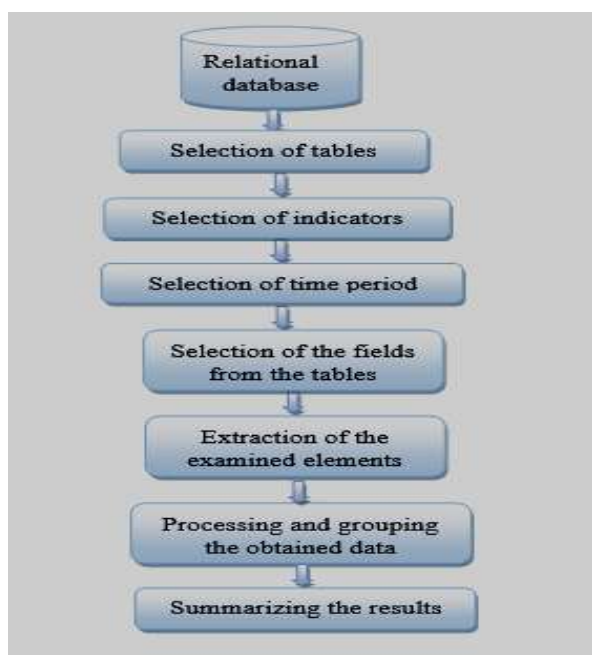 Relational
database
Selection of tables
Selection of indicators
Selection of time period
Selection of the fields
from the tables
Extraction of the
examined elements
Processing and grouping
the obtained data
Summarizing the results